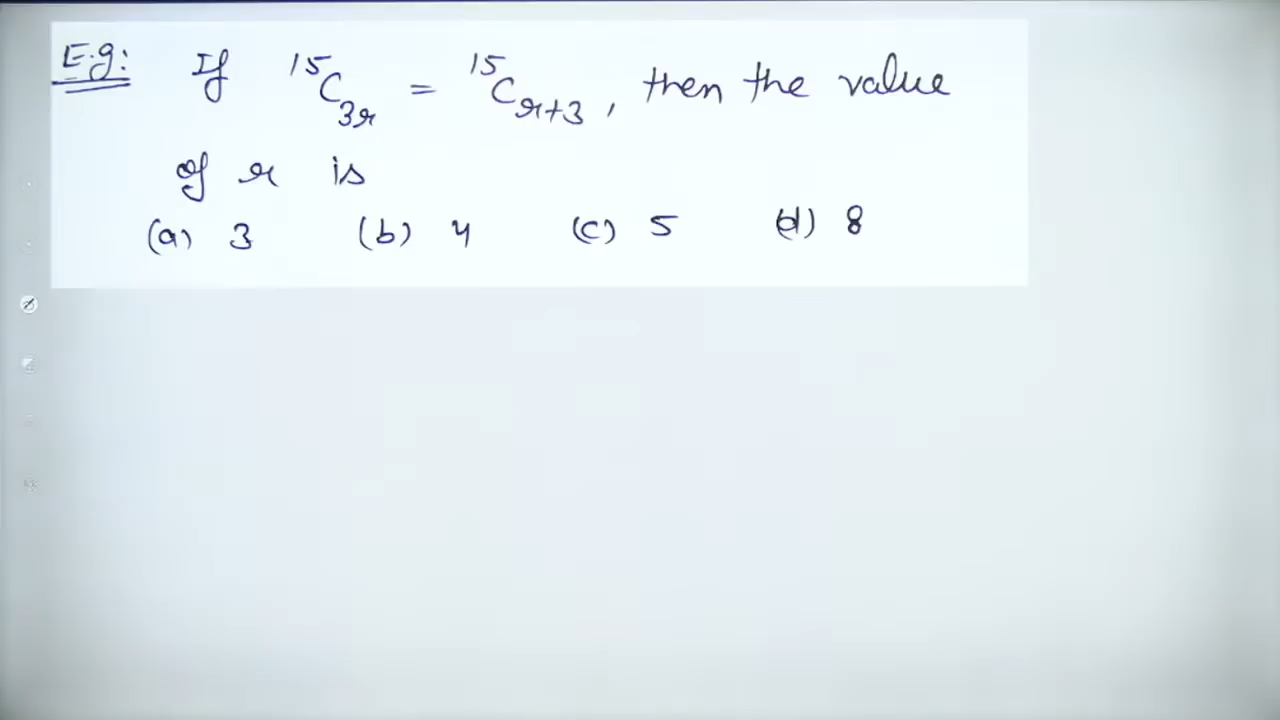 E.g: If ¹⁵C₃ᵣ = ¹⁵Cᵣ₊₃, then the value
of r is
(a) 3 (b) 4 (c) 5 (d) 8